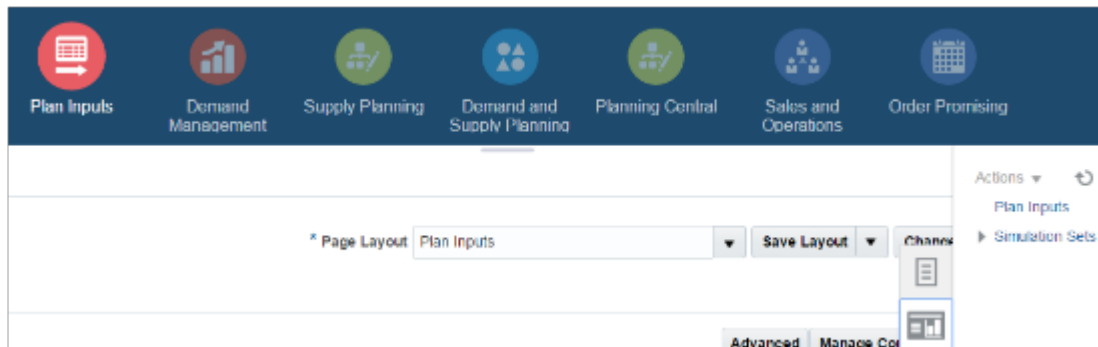 Plan Inputs
Demand
Management
Supply Planning
Demand and
Supply Planning
Planning Central
Sales and
Operations
Order Promising
Actions
Plan Inputs
Simulation Sets
* Page Layout
Plan Inputs
Save Layout
Advanced
Manage